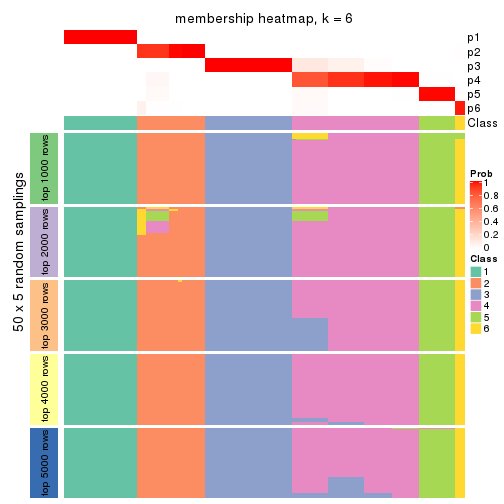 membership heatmap, k = 6
p1
p2
p3
p4
p5
p6
Class
50 x 5 random samplings
top 1000 rows
top 2000 rows
top 3000 rows
top 4000 rows
top 5000 rows
Prob
1
0.8
0.6
0.4
0.2
0
Class
1
2
3
4
5
6